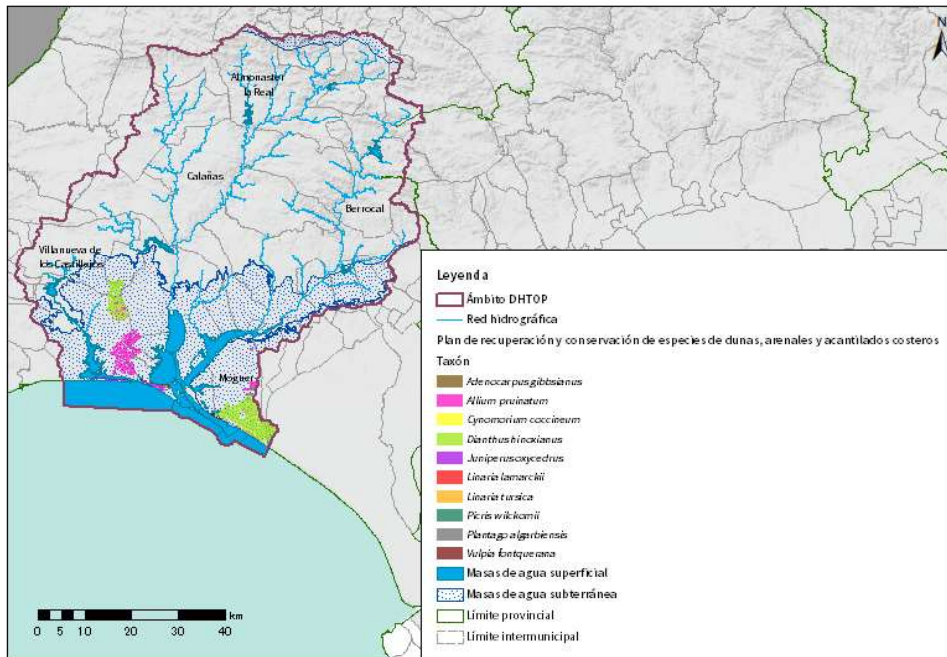 N
Almonaster
la Real
Calañas
Berrocal
Villanueva de
los Castillejos
Moguer
Leyenda
Ámbito DHTOP
Red hidrográfica
Plan de recuperación y conservación de especies de dunas, arenales y acantilados costeros
Taxón
Adenocarpus gibbsianus
Allium pruinatum
Cynomorium coccineum
Dianthus hinoxianus
Juniperus oxycedrus
Linaria lamarckii
Linaria tursica
Picris wilckomii
Plantago algarbiensis
Vulpia fontquerana
Masas de agua superficial
Masas de agua subterránea
Límite provincial
Límite intermunicipal
km
0 5 10 20 30 40